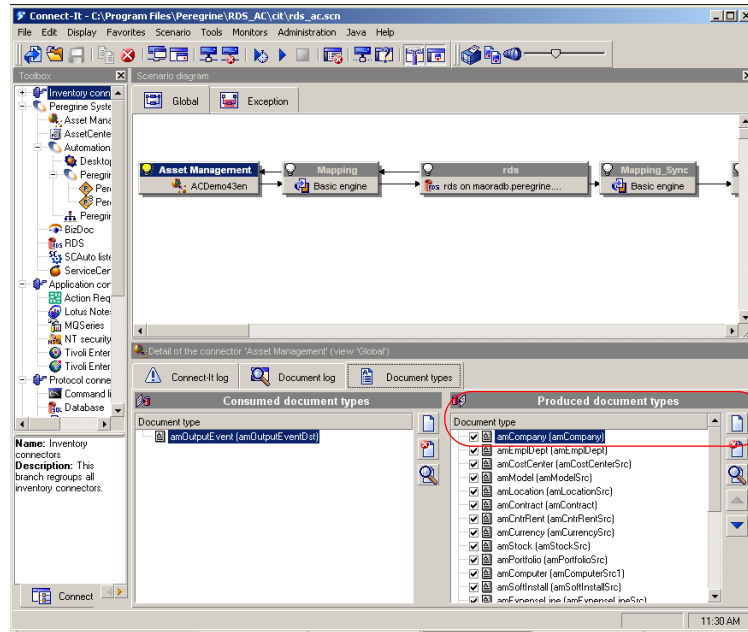 Connect-It - C:\Program Files\Peregrine\RDS_AC\cit\rds_ac.scn
File Edit Display Favorites Scenario Tools Monitors Administration Java Help
Toolbox
Inventory conn
Peregrine Syste
Asset Mana
AssetCente
Automation
Desktop
Peregrin
Per
Per
Peregrin
BizDoc
RDS
SCAuto liste
ServiceCer
Application cor
Action Req
Lotus Note:
MQSeries
NT security
Tivoli Enter
Tivoli Enter
Protocol conne
Command li
Database
Name: Inventory
connectors
Description: This
branch regroups all
inventory connectors.
Connect
Scenario diagram
Global Exception
Asset Management
ACDemo43en
Mapping
Basic engine
rds
rds on maoradb.peregrine....
Mapping_Sync
Basic engine
Detail of the connector 'Asset Management' (view 'Global')
Connect-It log Document log Document types
Consumed document types
Document type
amOutputEvent (amOutputEventDst)
Produced document types
Document type
amCompany (amCompany)
amEmplDept (amEmplDept)
amCostCenter (amCostCenterSrc)
amModel (amModelSrc)
amLocation (amLocationSrc)
amContract (amContract)
amCntrRent (amCntrRentSrc)
amCurrency (amCurrencySrc)
amStock (amStockSrc)
amPortfolio (amPortfolioSrc)
amComputer (amComputerSrc1)
amSoftInstall (amSoftInstallSrc)
amExpenseLine (amExpenseLineSrc)
11:30 AM